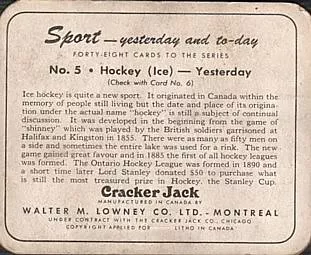 Sport — yesterday and to-day
FORTY-EIGHT CARDS TO THE SERIES
No. 5 • Hockey (Ice) — Yesterday
(Check with Card No. 6)
Ice hockey is quite a new sport. It originated in Canada within the
memory of people still living but the date and place of its origina-
tion under the actual name "hockey" is still a subject of continual
discussion. It was developed in the beginning from the game of
"shinney" which was played by the British soldiers garrisoned at
Halifax and Kingston in 1855. There were as many as fifty men on
a side and sometimes the entire lake was used for a rink. The new
game gained great favour and in 1885 the first of all hockey leagues
was formed. The Ontario Hockey League was formed in 1890 and
a short time later Lord Stanley donated $50 to purchase what
is still the most treasured prize in Hockey, the Stanley Cup.
Cracker Jack
MANUFACTURED IN CANADA BY
WALTER M. LOWNEY CO. LTD. - MONTREAL
UNDER CONTRACT WITH THE CRACKER JACK CO., CHICAGO
COPYRIGHT APPLIED FOR LITHO IN CANADA